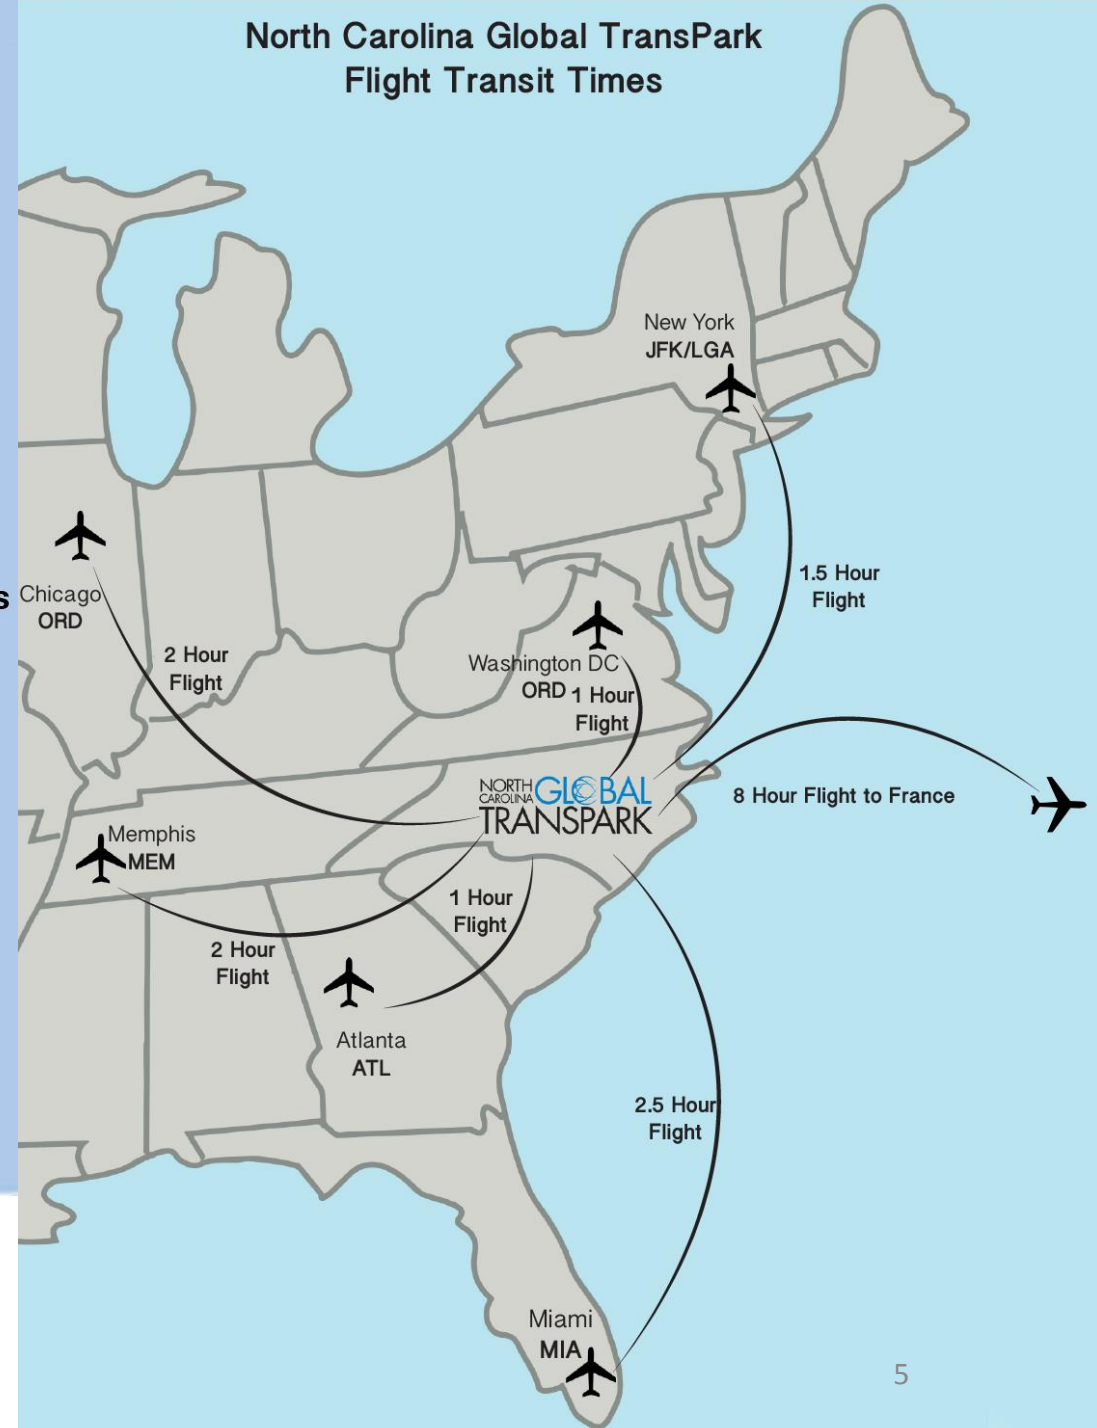 North Carolina Global TransPark
Flight Transit Times
New York
JFK/LGA
1.5 Hour
Flight
s
Chicago
ORD
2 Hour
Flight
Washington DC
ORD
1 Hour
Flight
NORTH
CAROLINA
GLOBAL
TRANSPARK
8 Hour Flight to France
Memphis
MEM
1 Hour
Flight
2 Hour
Flight
Atlanta
ATL
2.5 Hour
Flight
Miami
MIA
5